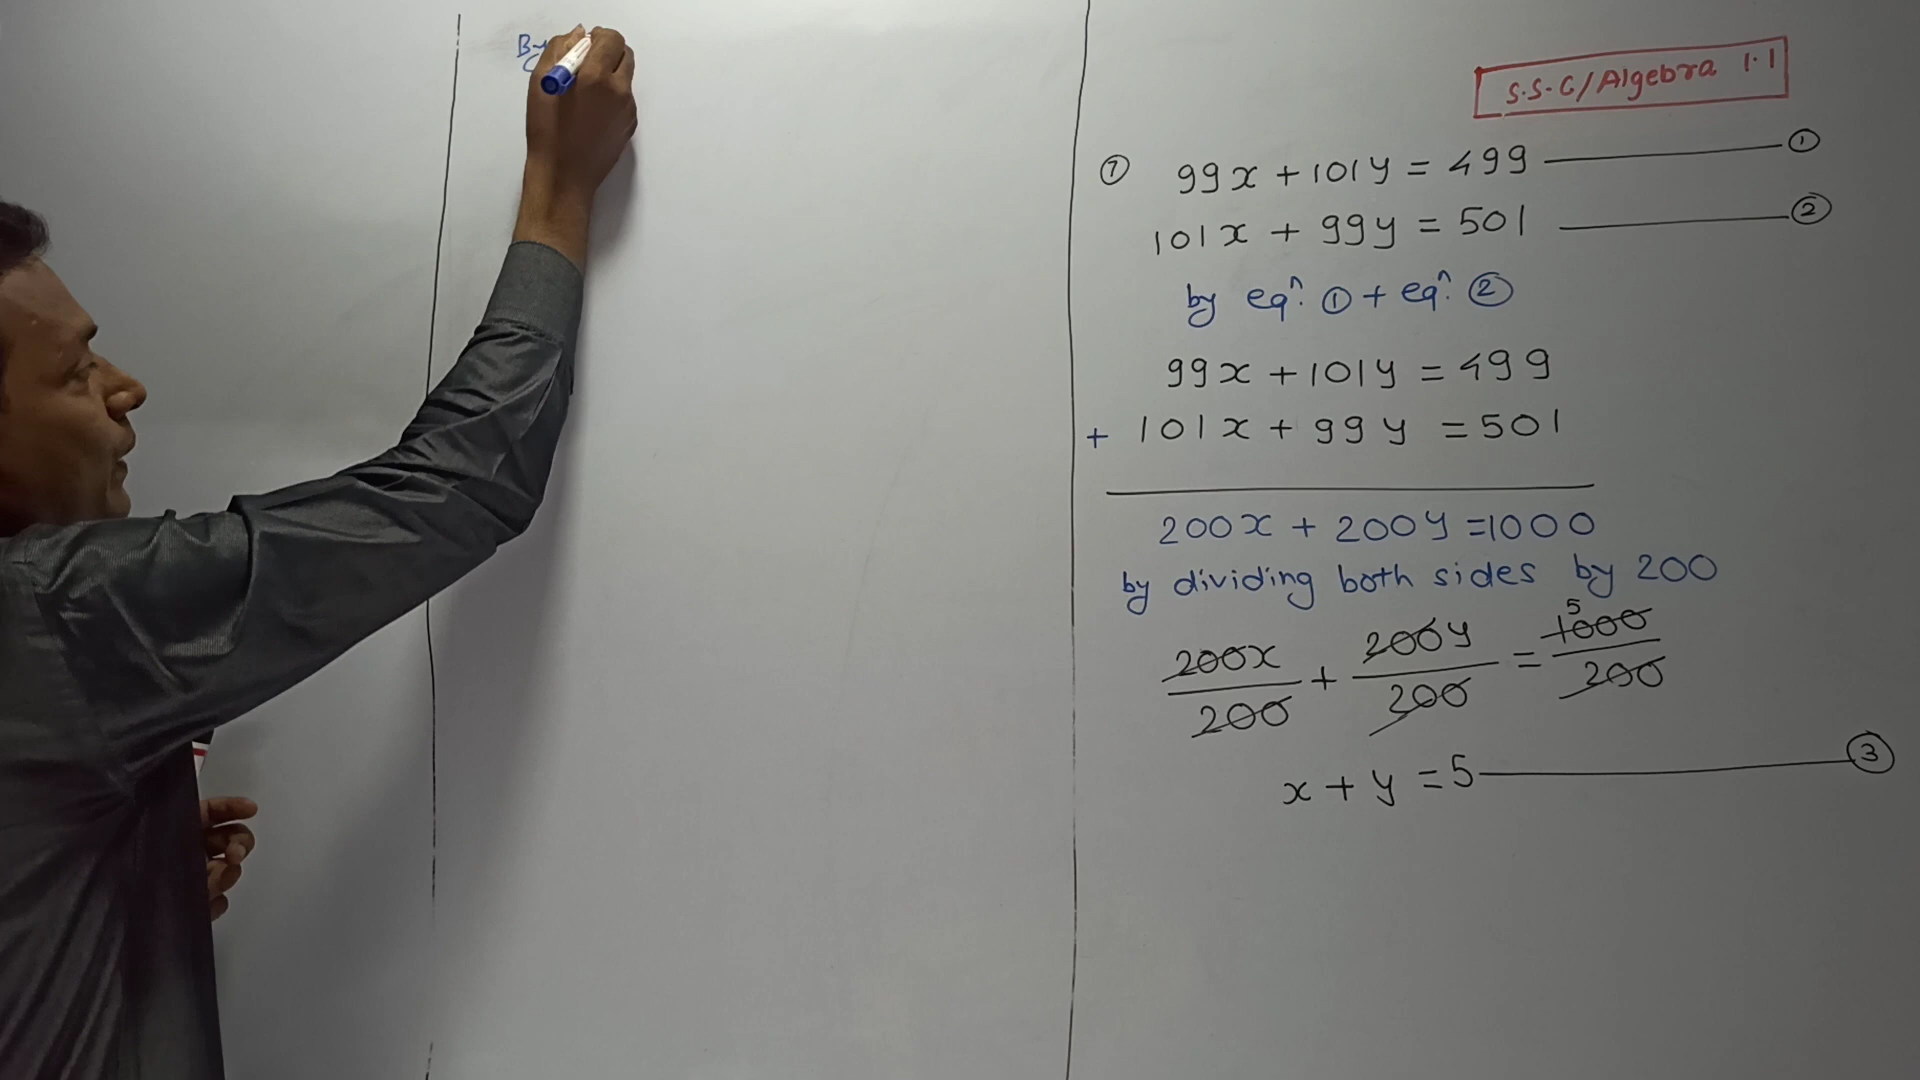 By
S.S.C/Algebra 1.1
⑦ 99x + 101y = 499 ——— ①
101x + 99y = 501 ——— ②
by eqⁿ. ① + eqⁿ. ②
99x + 101y = 499
+ 101x + 99y = 501
200x + 200y = 1000
by dividing both sides by 200
200x/200 + 200y/200 = 1000/200 5
x + y = 5 ——— ③